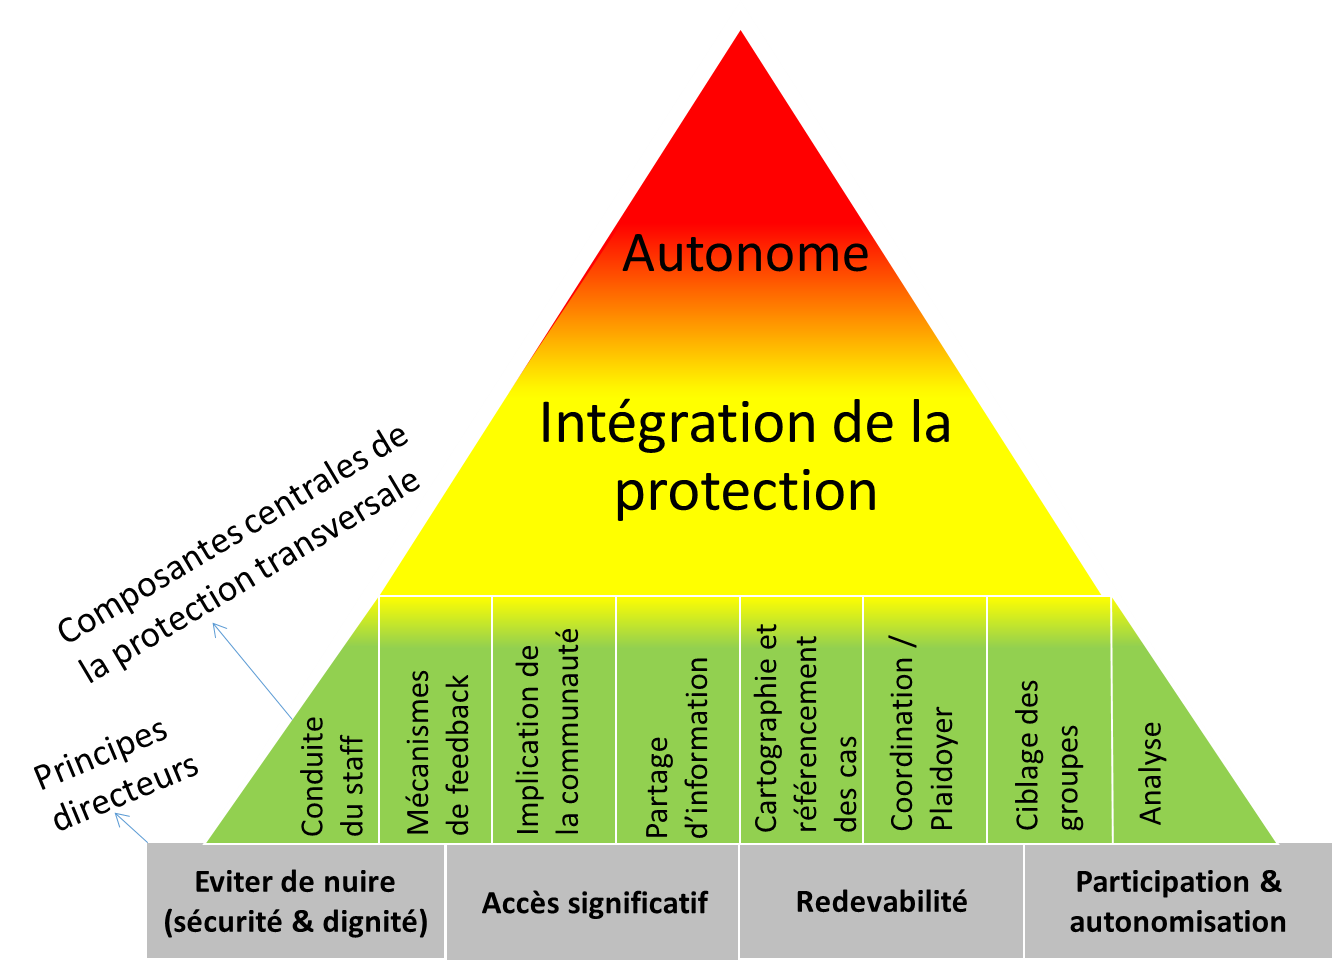 Autonome
Intégration de la
protection
Composantes centrales de
la protection transversale
Principes
directeurs
Conduite
du staff
Mécanismes
de feedback
Implication de
la communauté
Partage
d’information
Cartographie et
référencement
des cas
Coordination /
Plaidoyer
Ciblage des
groupes
Analyse
Eviter de nuire
(sécurité & dignité)
Accès significatif
Redevabilité
Participation &
autonomisation